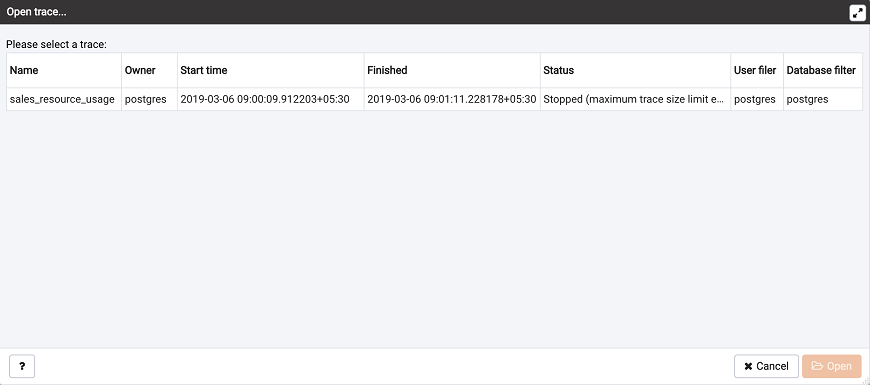 Open trace...
Please select a trace:
Name Owner Start time Finished Status User filer Database filter
sales_resource_usage postgres 2019-03-06 09:00:09.912203+05:30 2019-03-06 09:01:11.228178+05:30 Stopped (maximum trace size limit e... postgres postgres
? Cancel Open